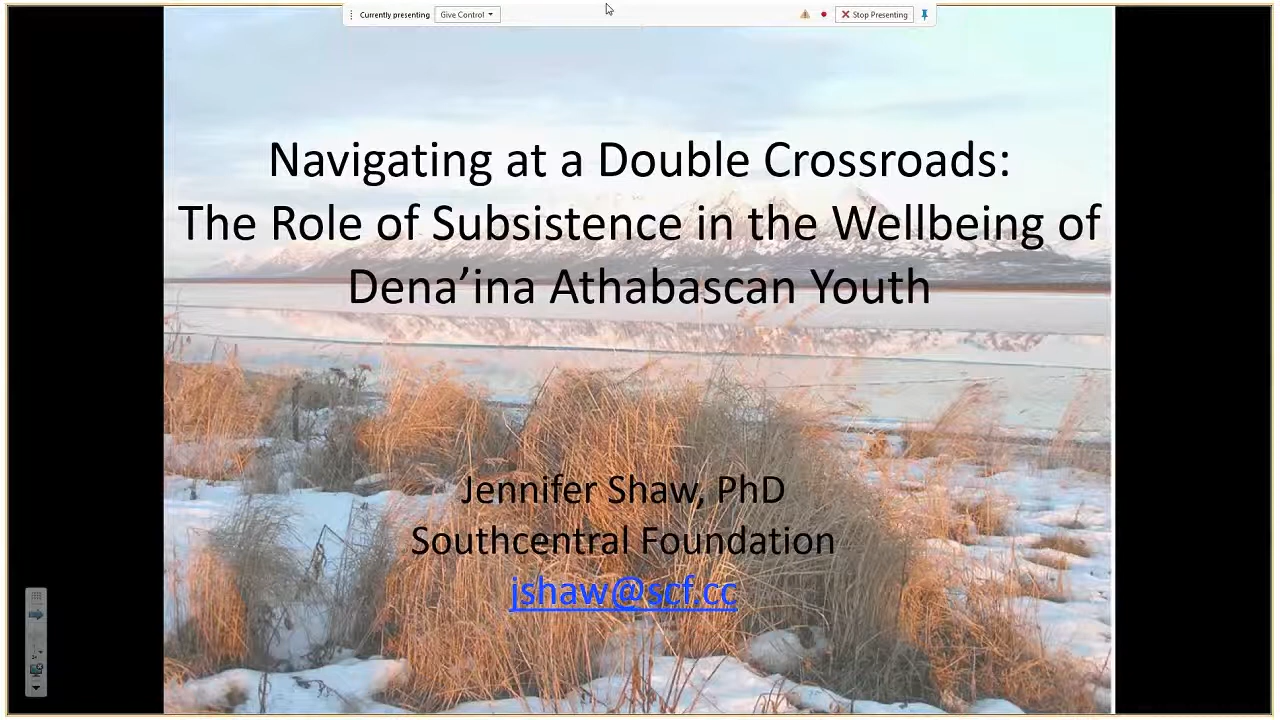 Currently presenting Give Control Stop Presenting
Navigating at a Double Crossroads:
The Role of Subsistence in the Wellbeing of
Dena’ina Athabascan Youth
Jennifer Shaw, PhD
Southcentral Foundation
jshaw@scf.cc